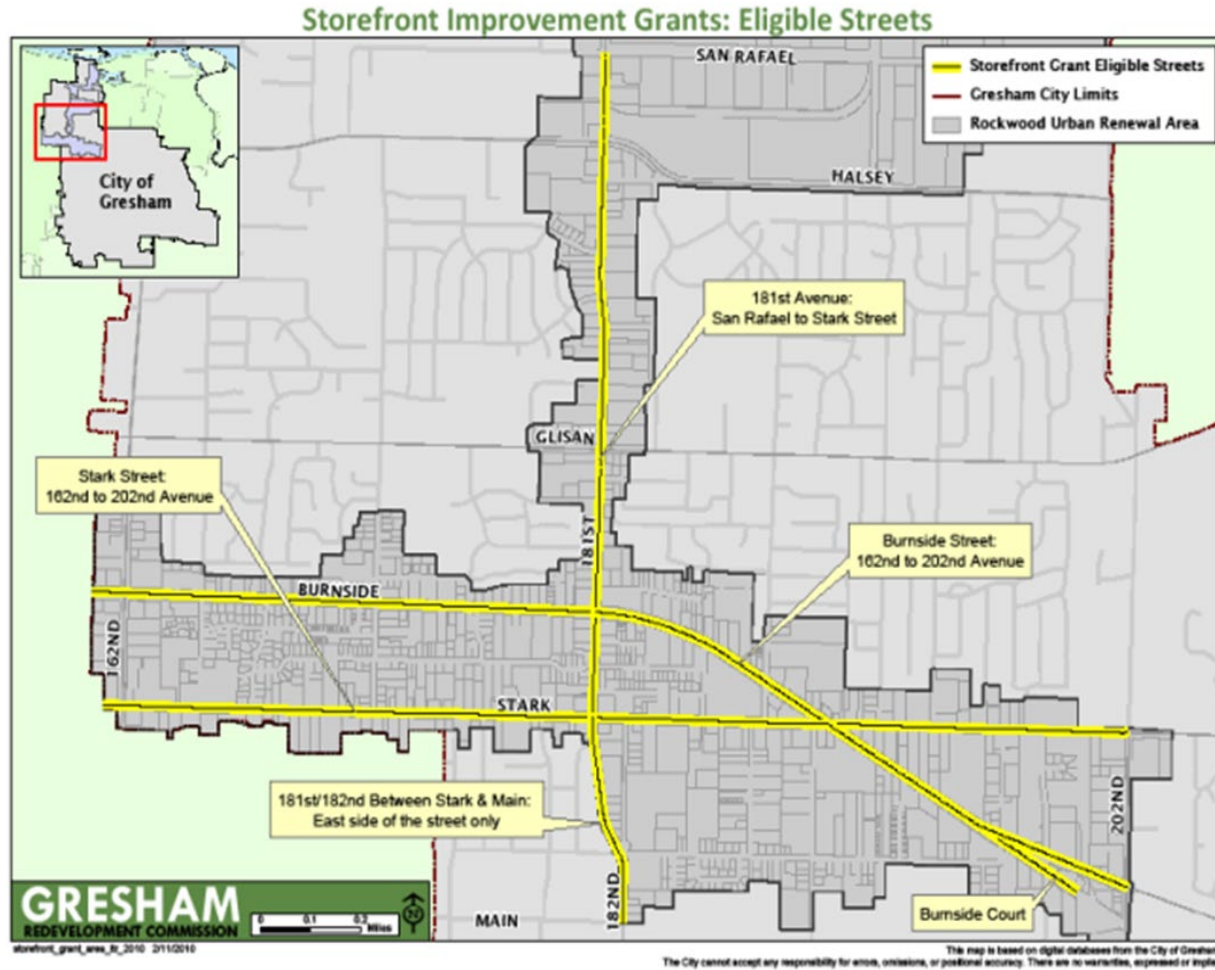 Storefront Improvement Grants: Eligible Streets
SAN RAFAEL
Storefront Grant Eligible Streets
Gresham City Limits
Rockwood Urban Renewal Area
City of
Gresham
HALSEY
181st Avenue:
San Rafael to Stark Street
GLISAN
Stark Street:
162nd to 202nd Avenue
181ST
Burnside Street:
162nd to 202nd Avenue
BURNSIDE
162ND
STARK
181st/182nd Between Stark & Main:
East side of the street only
202ND
182ND
MAIN
Burnside Court
GRESHAM
REDEVELOPMENT COMMISSION
0 0.1 0.2
Miles
N
storefront_grant_area_flr_2010 2/11/2010
This map is based on digital databases from the City of Gresham
The City cannot accept any responsibility for errors, omissions, or positional accuracy. There are no warranties, expressed or implie